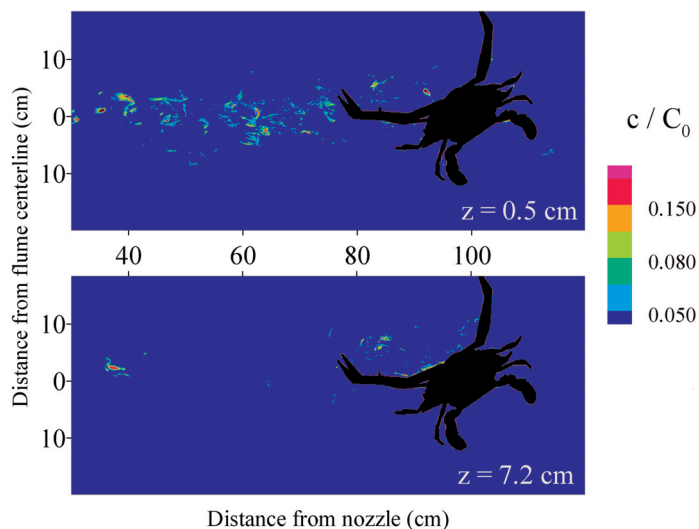 Distance from flume centerline (cm)
10
0
10
z = 0.5 cm
40
60
80
100
10
0
10
z = 7.2 cm
Distance from nozzle (cm)
c / C₀
0.150
0.080
0.050